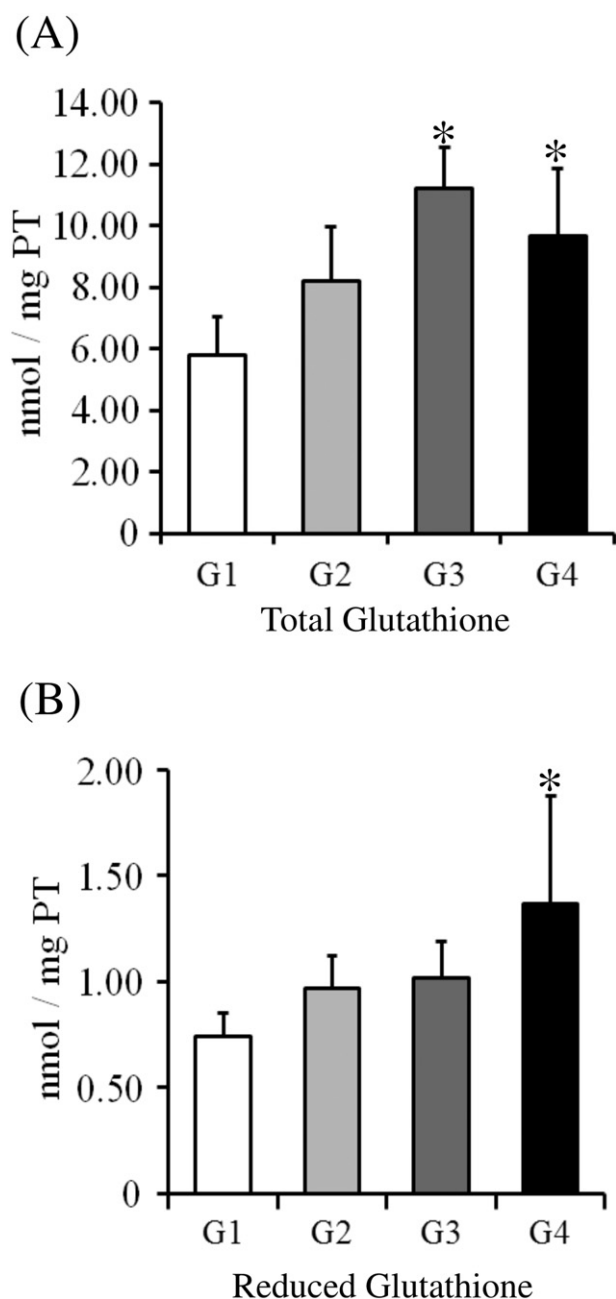 (A)
nmol / mg PT
14.00
12.00
10.00
8.00
6.00
4.00
2.00
0
* *
G1 G2 G3 G4
Total Glutathione
(B)
nmol / mg PT
2.00
1.50
1.00
0.50
0
*
G1 G2 G3 G4
Reduced Glutathione